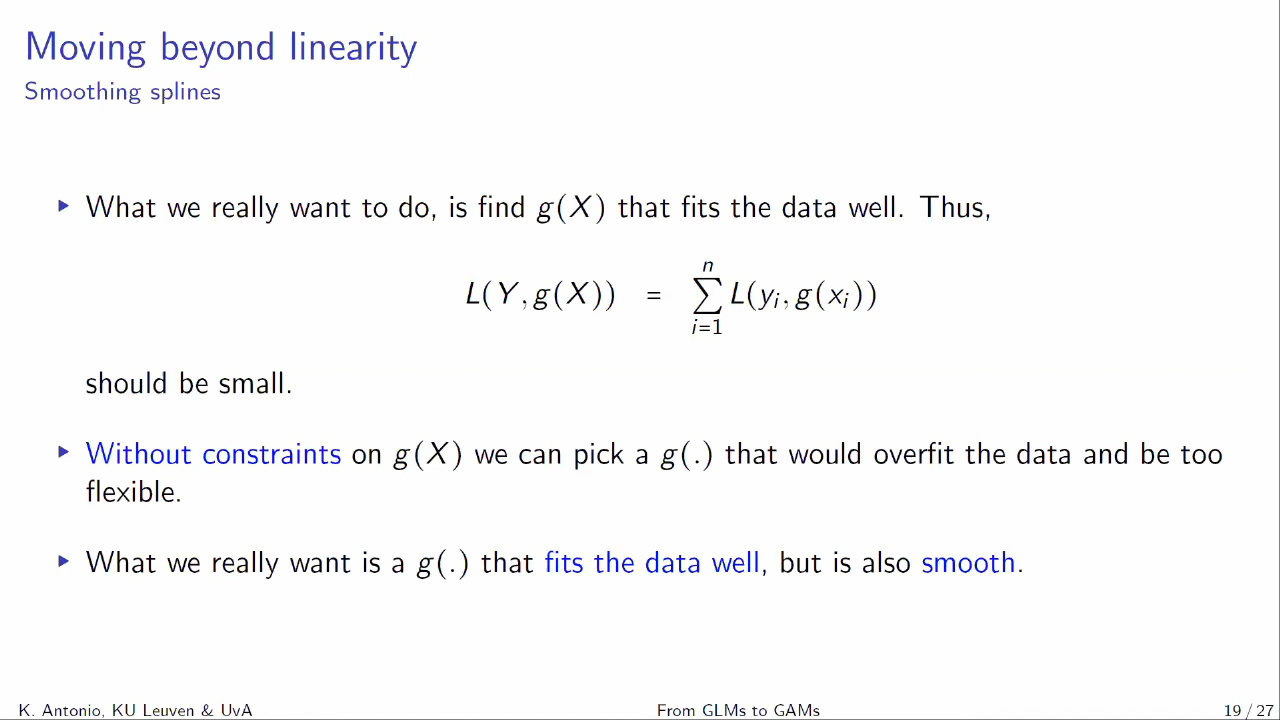 Moving beyond linearity
Smoothing splines
▶ What we really want to do, is find g(X) that fits the data well. Thus,
L(Y, g(X)) = ∑_{i=1}^{n} L(y_i, g(x_i))
should be small.
▶ Without constraints on g(X) we can pick a g(.) that would overfit the data and be too
flexible.
▶ What we really want is a g(.) that fits the data well, but is also smooth.
K. Antonio, KU Leuven & UvA From GLMs to GAMs 19 / 27